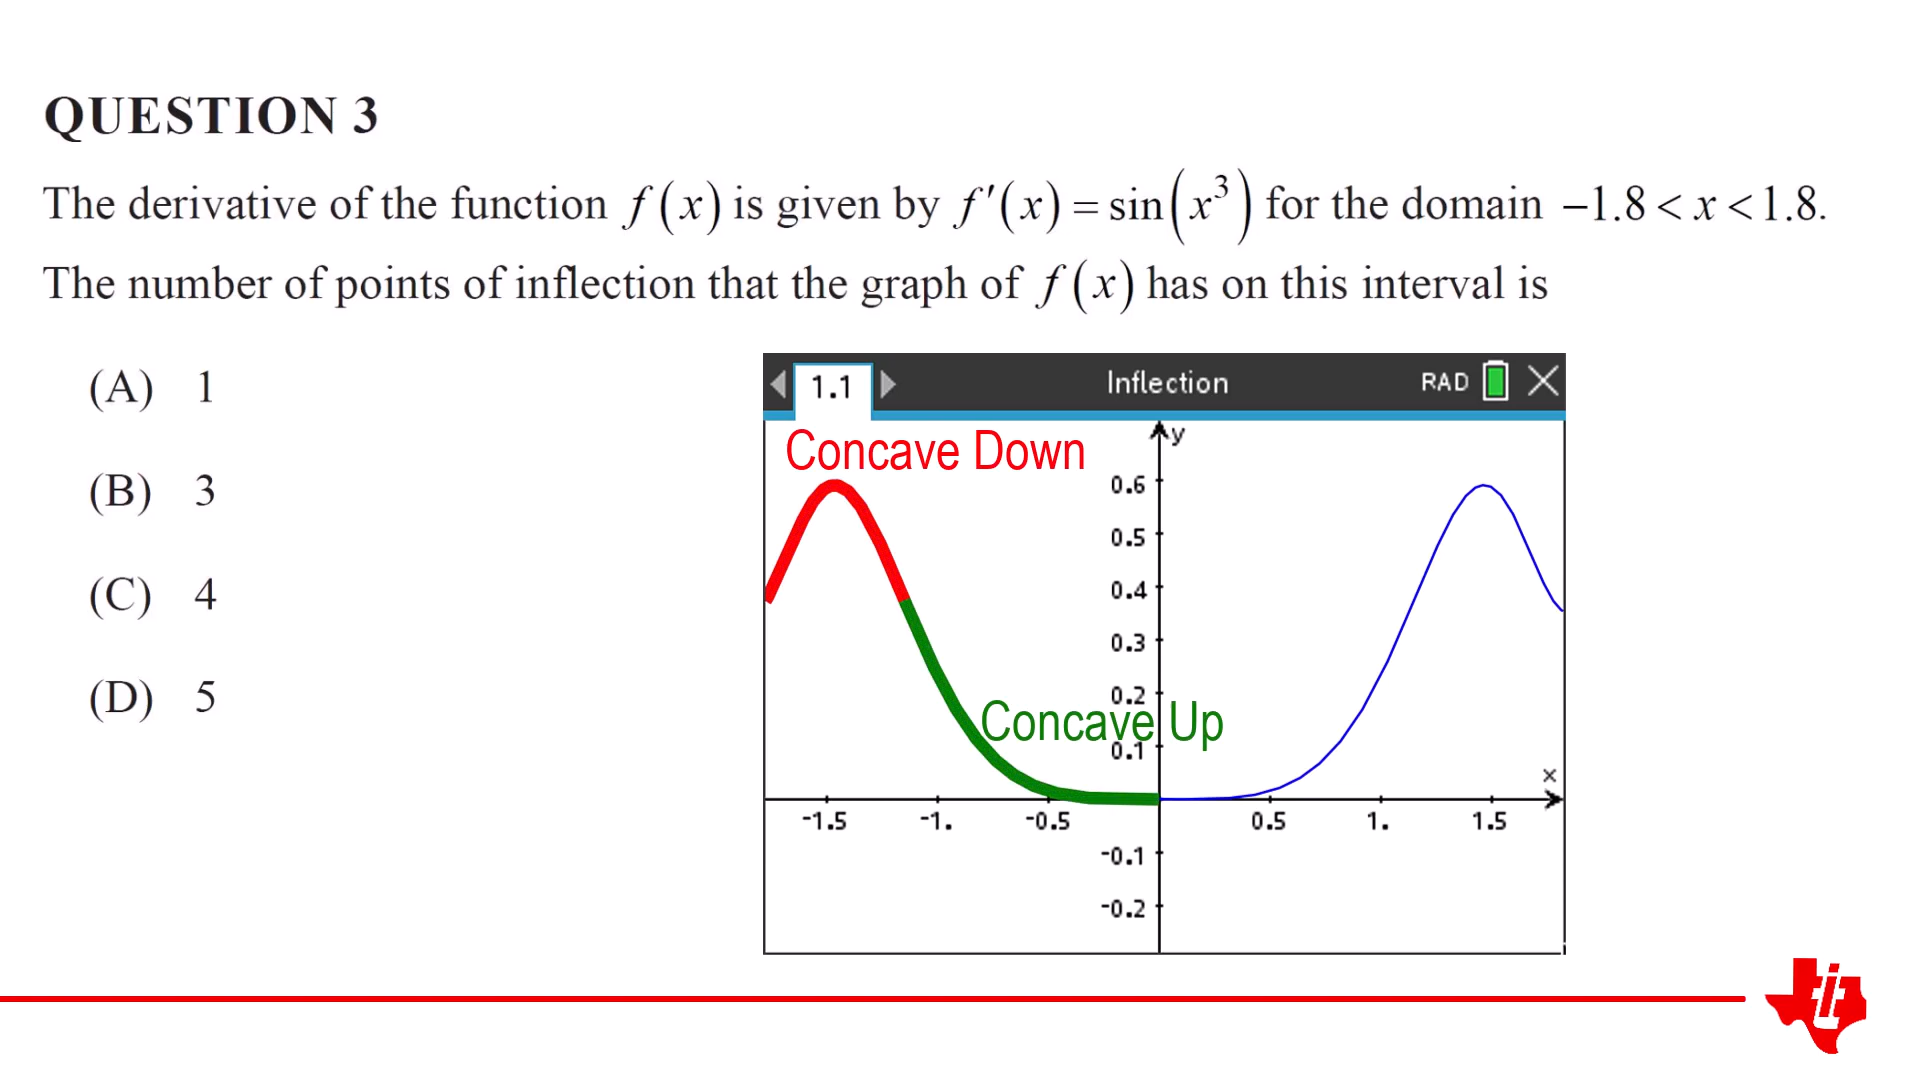 QUESTION 3
The derivative of the function f(x) is given by f′(x) = sin(x³) for the domain −1.8 < x < 1.8.
The number of points of inflection that the graph of f(x) has on this interval is
(A) 1
(B) 3
(C) 4
(D) 5
1.1 Inflection RAD
Concave Down
y
0.6
0.5
0.4
0.3
0.2
Concave Up
0.1
x
-1.5 -1. -0.5 0.5 1. 1.5
-0.1
-0.2
ti